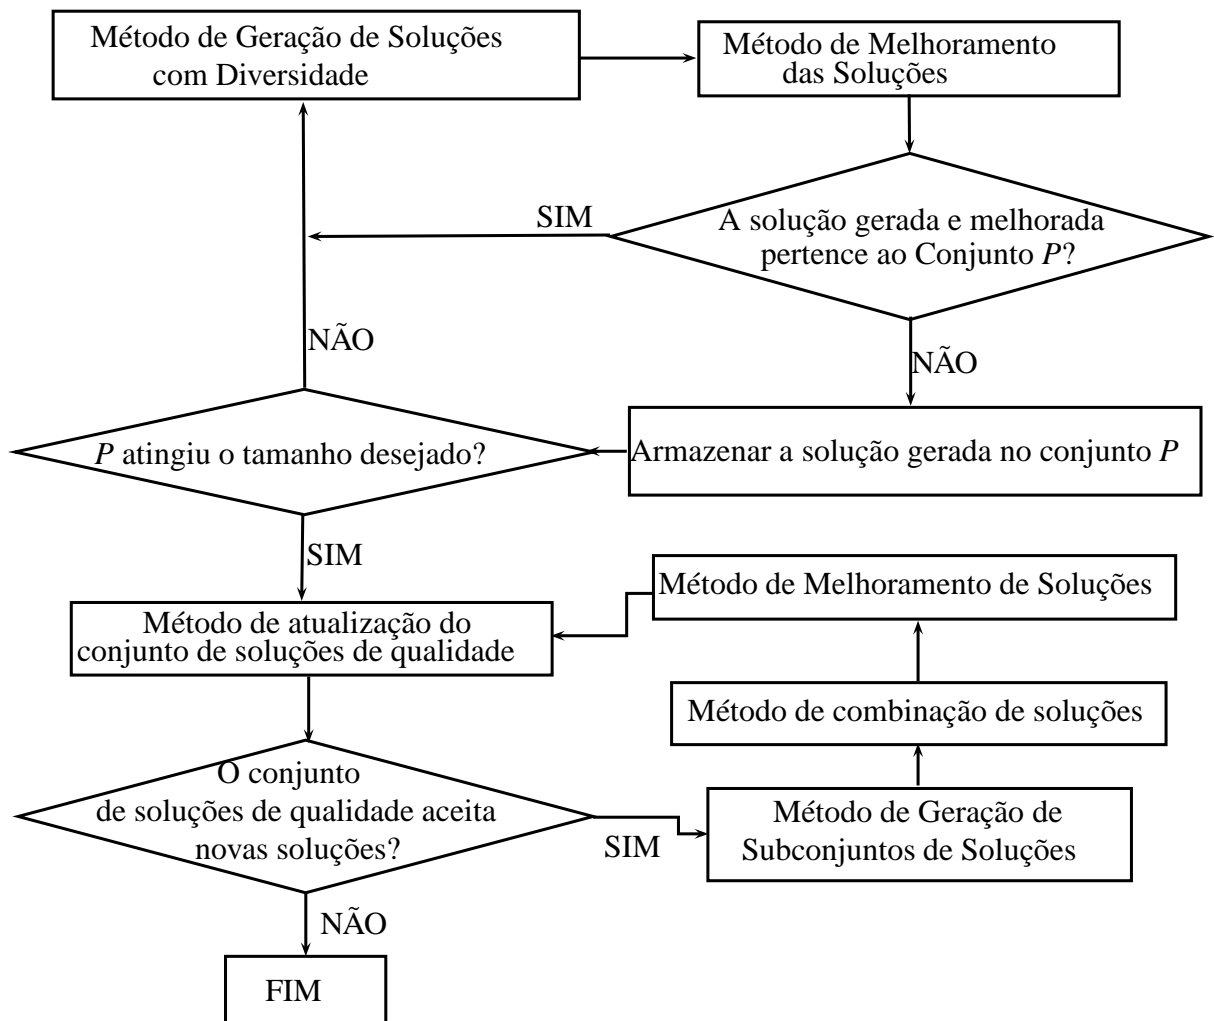 Método de Geração de Soluções
com Diversidade
Método de Melhoramento
das Soluções
SIM
A solução gerada e melhorada
pertence ao Conjunto P?
NÃO
NÃO
P atingiu o tamanho desejado?
Armazenar a solução gerada no conjunto P
SIM
Método de Melhoramento de Soluções
Método de atualização do
conjunto de soluções de qualidade
Método de combinação de soluções
O conjunto
de soluções de qualidade aceita
novas soluções?
SIM
Método de Geração de
Subconjuntos de Soluções
NÃO
FIM